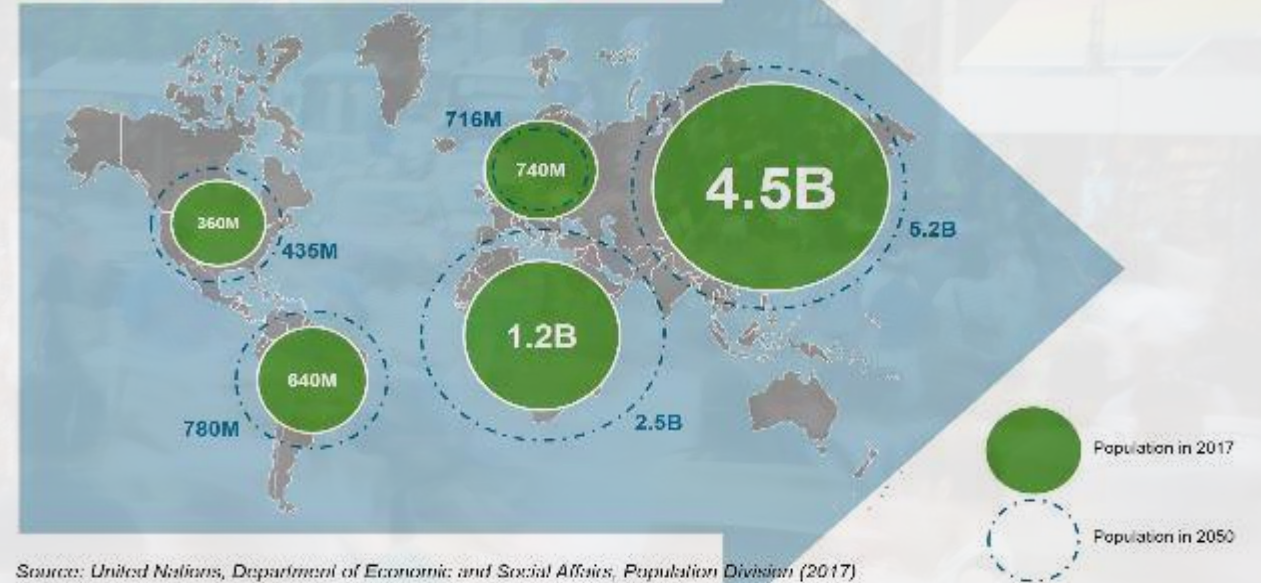 716M
740M
4.5B
360M
435M
5.2B
1.2B
640M
780M
2.5B
Population in 2017
Population in 2050
Source: United Nations, Department of Economic and Social Affairs, Population Division (2017)